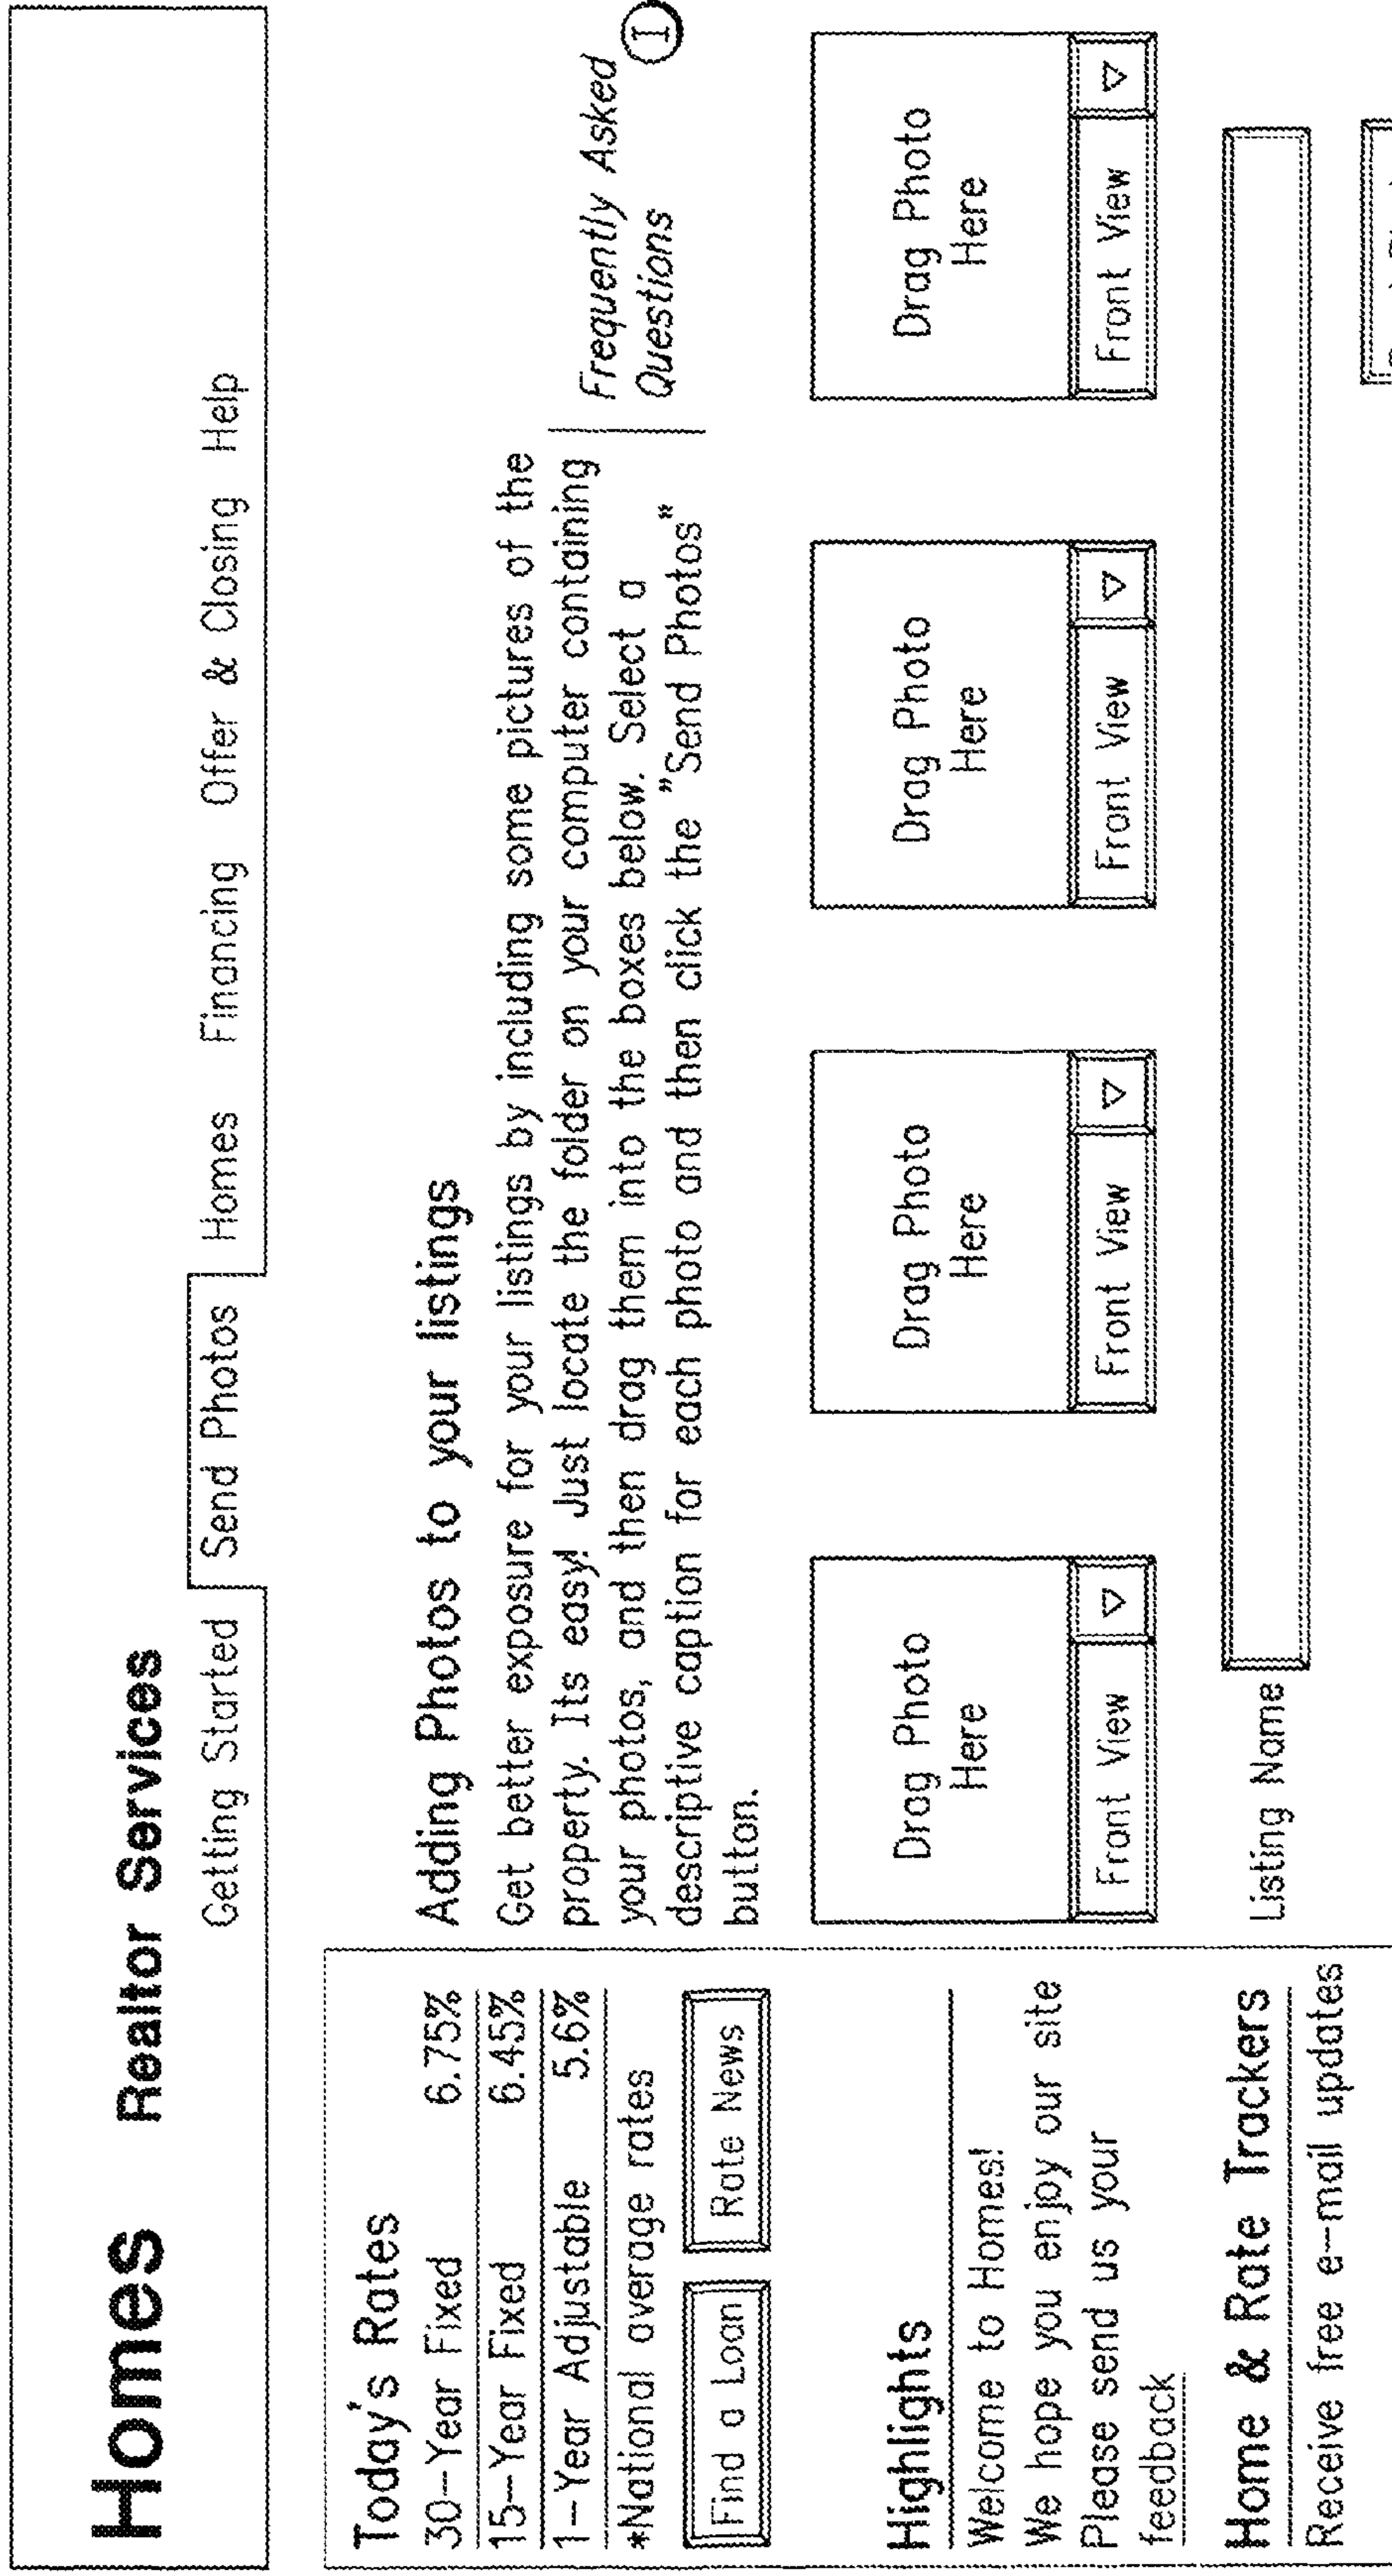 Homes Realtor Services
Getting Started Send Photos Homes Financing Offer & Closing Help
Today's Rates
30-Year Fixed 6.75%
15-Year Fixed 6.45%
1-Year Adjustable 5.6%
*National average rates
Find a Loan Rate News
Highlights
Welcome to Homes!
We hope you enjoy our site
Please send us your
feedback
Home & Rate Trackers
Receive free e-mail updates
Adding Photos to your listings
Get better exposure for your listings by including some pictures of the
property. Its easy! Just locate the folder on your computer containing
your photos, and then drag them into the boxes below. Select a
descriptive caption for each photo and then click the "Send Photos"
button.
Frequently Asked
Questions
I
Drag Photo
Here
Front View
Drag Photo
Here
Front View
Drag Photo
Here
Front View
Drag Photo
Here
Front View
Listing Name